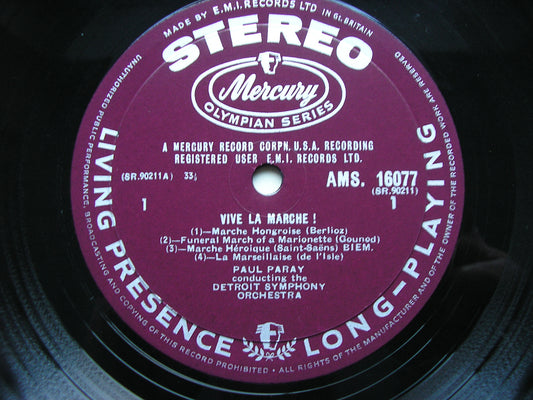 MADE BY E.M.I. RECORDS LTD IN GT. BRITAIN
STEREO
Mercury
OLYMPIAN SERIES
A MERCURY RECORD CORPN. U.S.A. RECORDING
REGISTERED USER E.M.I. RECORDS LTD.
(SR.90211A) 33⅓
AMS. 16077
(SR.90211)
1
1
VIVE LA MARCHE !
(1)—Marche Hongroise (Berlioz)
(2)—Funeral March of a Marionette (Gounod)
(3)—Marche Héroïque (Saint-Saëns) BIEM.
(4)—La Marseillaise (de l'Isle)
PAUL PARAY
conducting the
DETROIT SYMPHONY
ORCHESTRA
LIVING PRESENCE
LONG-PLAYING
UNAUTHORIZED PUBLIC PERFORMANCE, BROADCASTING AND COPYING OF THIS RECORD PROHIBITED • ALL RIGHTS OF THE MANUFACTURER AND OF THE OWNER OF THE RECORDED WORK ARE RESERVED.